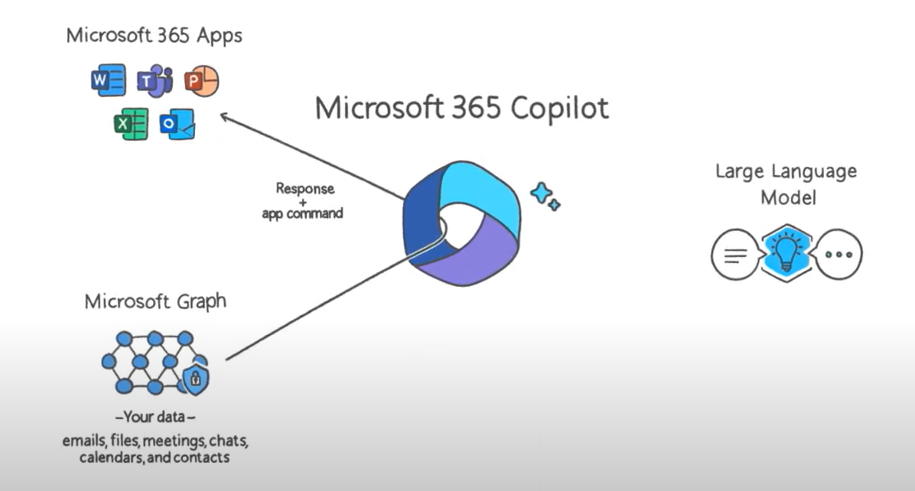 Microsoft 365 Apps
W
T
P
X
O
Microsoft 365 Copilot
Response
+
app command
Large Language
Model
Microsoft Graph
–Your data–
emails, files, meetings, chats,
calendars, and contacts